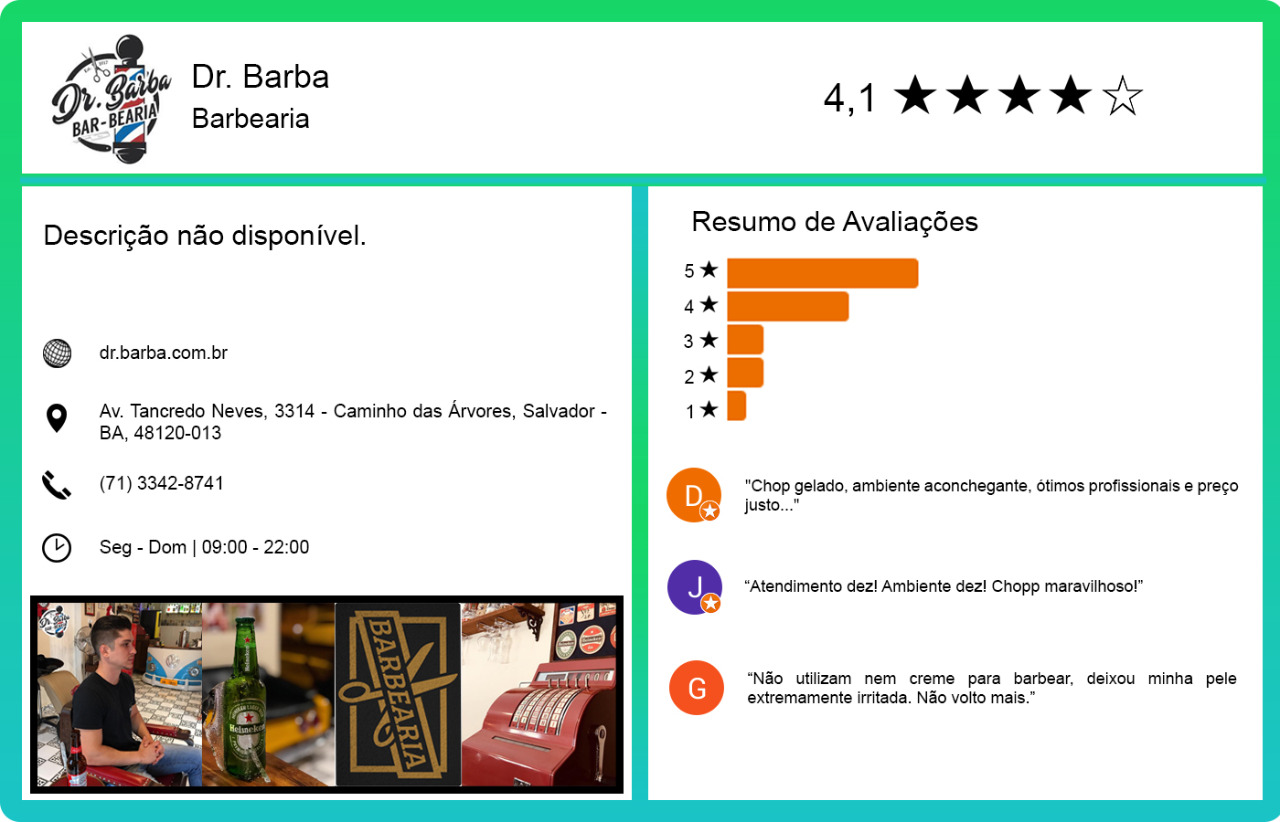 Dr. Barba
BAR-BEARIA
Dr. Barba
Barbearia
4,1
Descrição não disponível.
dr.barba.com.br
Av. Tancredo Neves, 3314 - Caminho das Árvores, Salvador -
BA, 48120-013
(71) 3342-8741
Seg - Dom | 09:00 - 22:00
Dr. Barba
Heineken
BARBEARIA
Resumo de Avaliações
5 ★
4 ★
3 ★
2 ★
1 ★
D
"Chop gelado, ambiente aconchegante, ótimos profissionais e preço
justo..."
J
“Atendimento dez! Ambiente dez! Chopp maravilhoso!”
G
“Não utilizam nem creme para barbear, deixou minha pele
extremamente irritada. Não volto mais.”